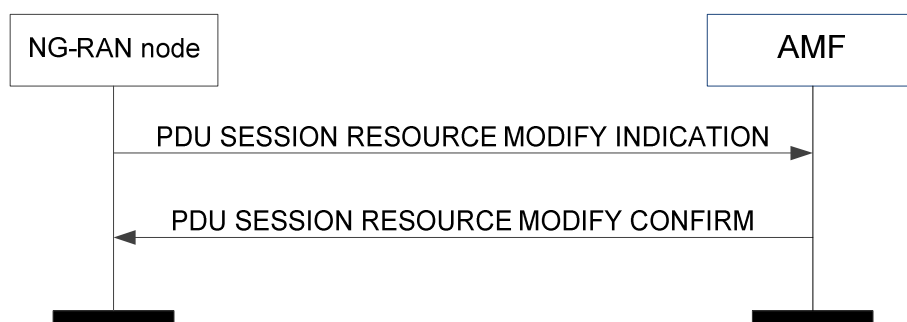 NG-RAN node
AMF
PDU SESSION RESOURCE MODIFY INDICATION
PDU SESSION RESOURCE MODIFY CONFIRM